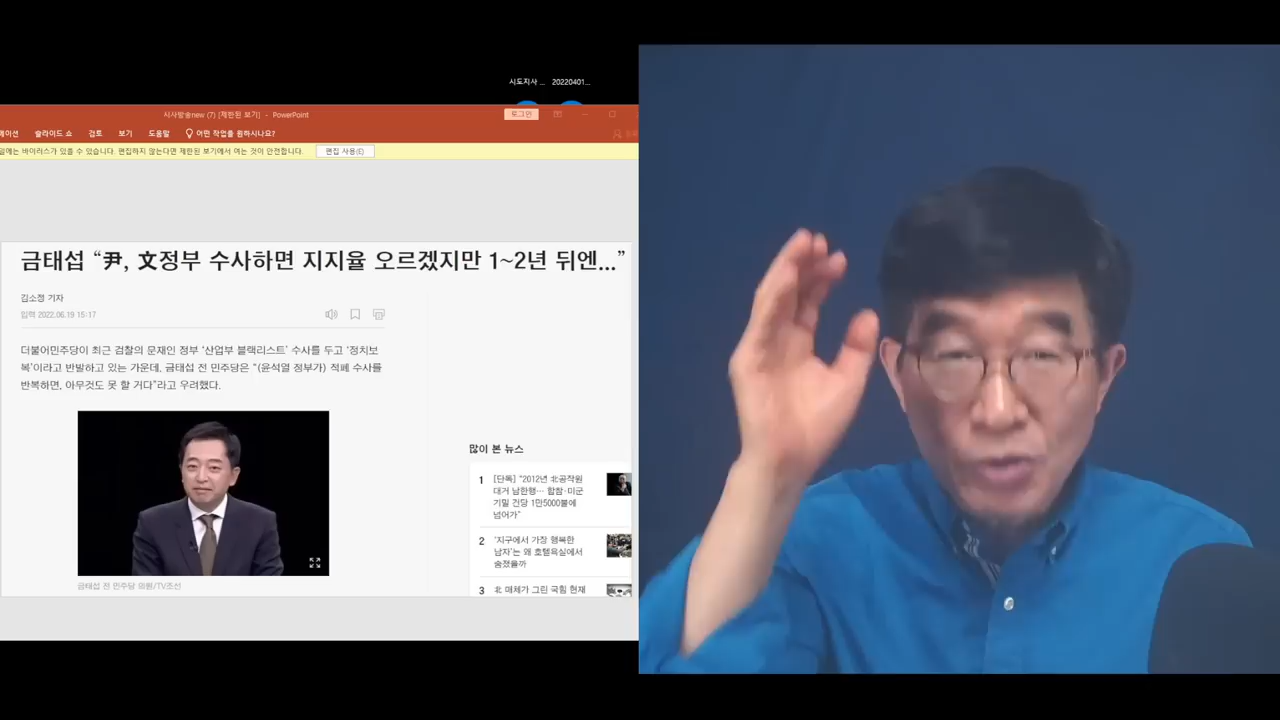 시도지사 ... 20220401...
시사방송new (7) [제한된 보기] - PowerPoint
로그인
슬라이드 쇼 검토 보기 도움말 어떤 작업을 원하시나요?
바이러스가 있을 수 있습니다. 편집하지 않는다면 제한된 보기에서 여는 것이 안전합니다. 편집 사용(E)
금태섭 “尹, 文정부 수사하면 지지율 오르겠지만 1~2년 뒤엔...”
김소정 기자
입력 2022.06.19 15:17
더불어민주당이 최근 검찰의 문재인 정부 ‘산업부 블랙리스트’ 수사를 두고 ‘정치보
복’이라고 반발하고 있는 가운데, 금태섭 전 민주당은 “(윤석열 정부가) 적폐 수사를
반복하면, 아무것도 못 할 거다”라고 우려했다.
금태섭 전 민주당 의원/TV조선
많이 본 뉴스
1 [단독] “2012년 北공작원
대거 남한행… 합참·미군
기밀 건당 1만5000불에
넘어가”
2 ‘지구에서 가장 행복한
남자’는 왜 호텔욕실에서
숨졌을까
3 北 매체가 그린 국힘 현재